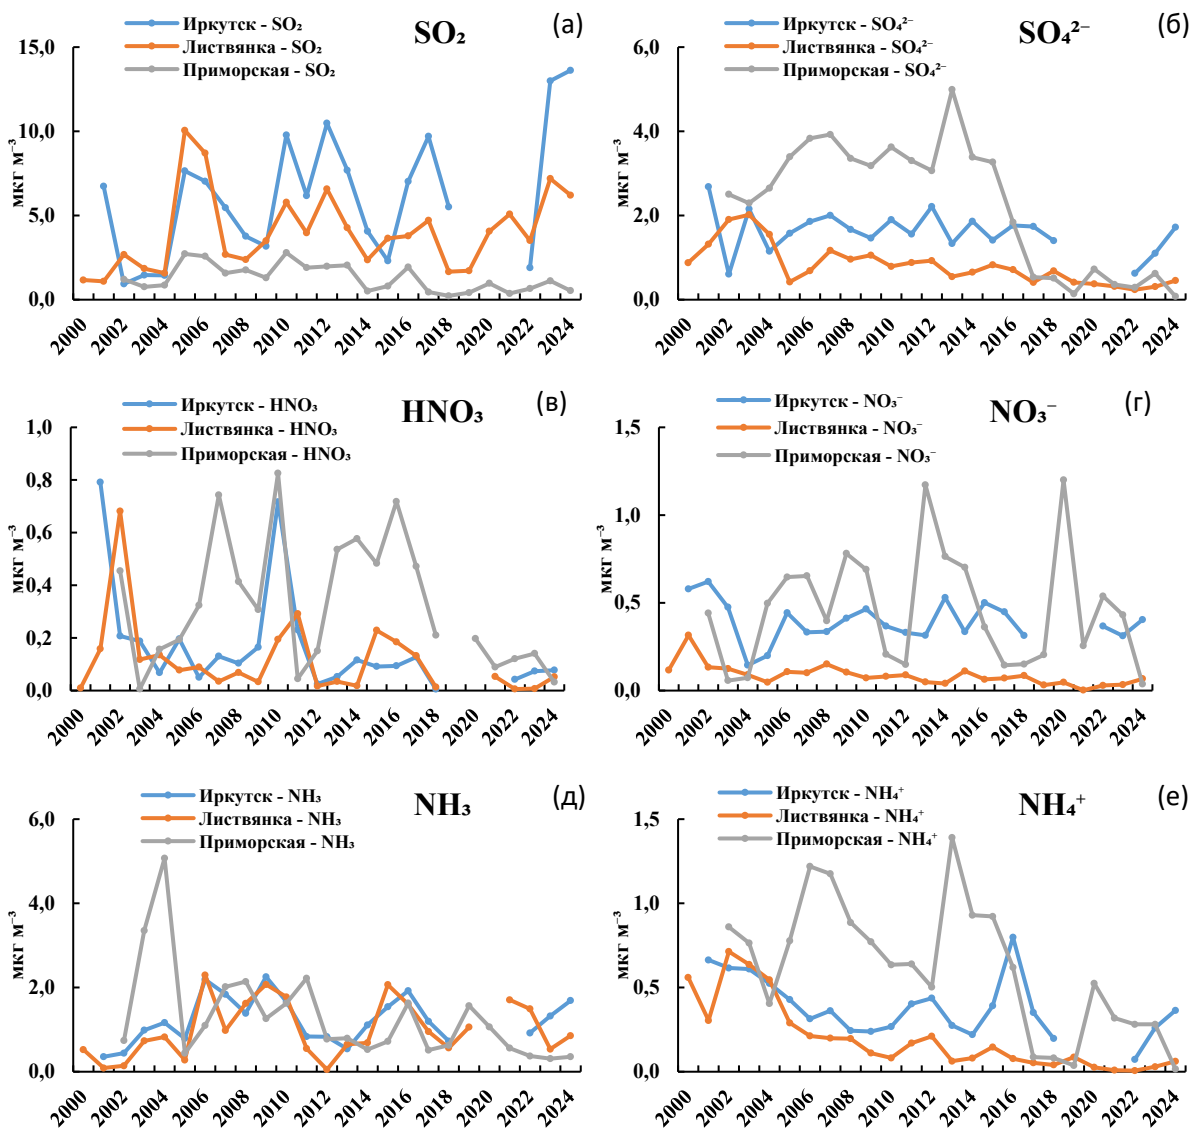 SO₂
(а)
Иркутск - SO₂
Листвянка - SO₂
Приморская - SO₂
мкг м⁻³
15,0
10,0
5,0
0,0
2000 2002 2004 2006 2008 2010 2012 2014 2016 2018 2020 2022 2024
SO₄²⁻
(б)
Иркутск - SO₄²⁻
Листвянка - SO₄²⁻
Приморская - SO₄²⁻
мкг м⁻³
6,0
4,0
2,0
0,0
2000 2002 2004 2006 2008 2010 2012 2014 2016 2018 2020 2022 2024
HNO₃
(в)
Иркутск - HNO₃
Листвянка - HNO₃
Приморская - HNO₃
мкг м⁻³
1,0
0,8
0,6
0,4
0,2
0,0
2000 2002 2004 2006 2008 2010 2012 2014 2016 2018 2020 2022 2024
NO₃⁻
(г)
Иркутск - NO₃⁻
Листвянка - NO₃⁻
Приморская - NO₃⁻
мкг м⁻³
1,5
1,0
0,5
0,0
2000 2002 2004 2006 2008 2010 2012 2014 2016 2018 2020 2022 2024
NH₃
(д)
Иркутск - NH₃
Листвянка - NH₃
Приморская - NH₃
мкг м⁻³
6,0
4,0
2,0
0,0
2000 2002 2004 2006 2008 2010 2012 2014 2016 2018 2020 2022 2024
NH₄⁺
(е)
Иркутск - NH₄⁺
Листвянка - NH₄⁺
Приморская - NH₄⁺
мкг м⁻³
1,5
1,0
0,5
0,0
2000 2002 2004 2006 2008 2010 2012 2014 2016 2018 2020 2022 2024